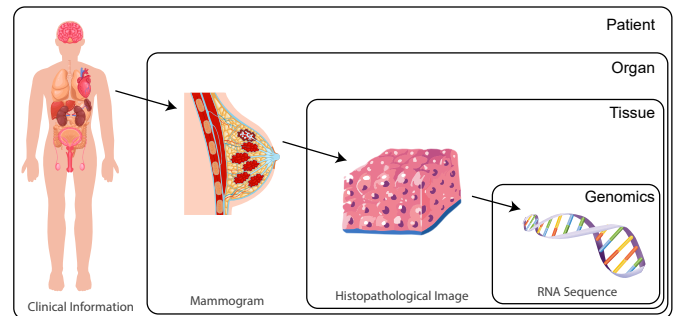 Patient
Organ
Tissue
Genomics
Clinical Information
Mammogram
Histopathological Image
RNA Sequence